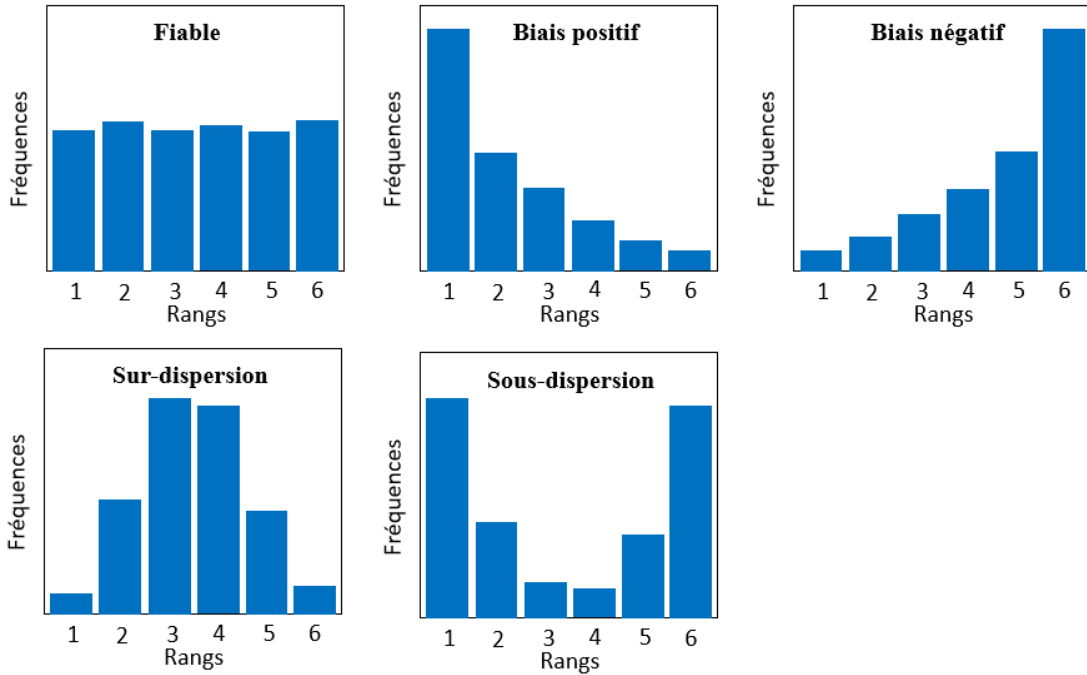 Fiable
Fréquences
1 2 3 4 5 6
Rangs
Biais positif
Fréquences
1 2 3 4 5 6
Rangs
Biais négatif
Fréquences
1 2 3 4 5 6
Rangs
Sur-dispersion
Fréquences
1 2 3 4 5 6
Rangs
Sous-dispersion
Fréquences
1 2 3 4 5 6
Rangs